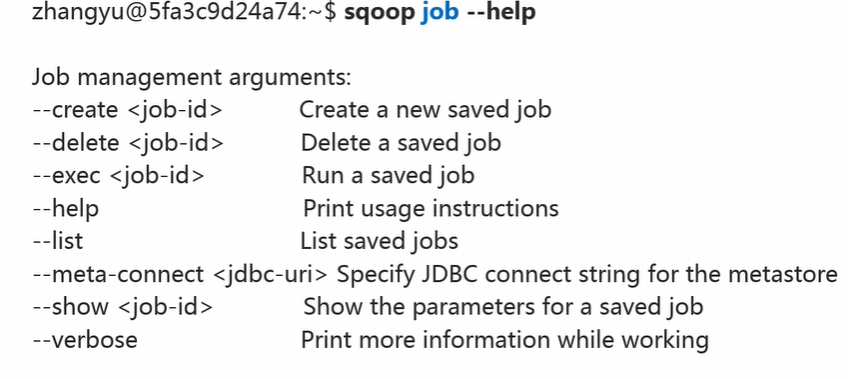 zhangyu@5fa3c9d24a74:~$ sqoop job --help
Job management arguments:
--create <job-id> Create a new saved job
--delete <job-id> Delete a saved job
--exec <job-id> Run a saved job
--help Print usage instructions
--list List saved jobs
--meta-connect <jdbc-uri> Specify JDBC connect string for the metastore
--show <job-id> Show the parameters for a saved job
--verbose Print more information while working